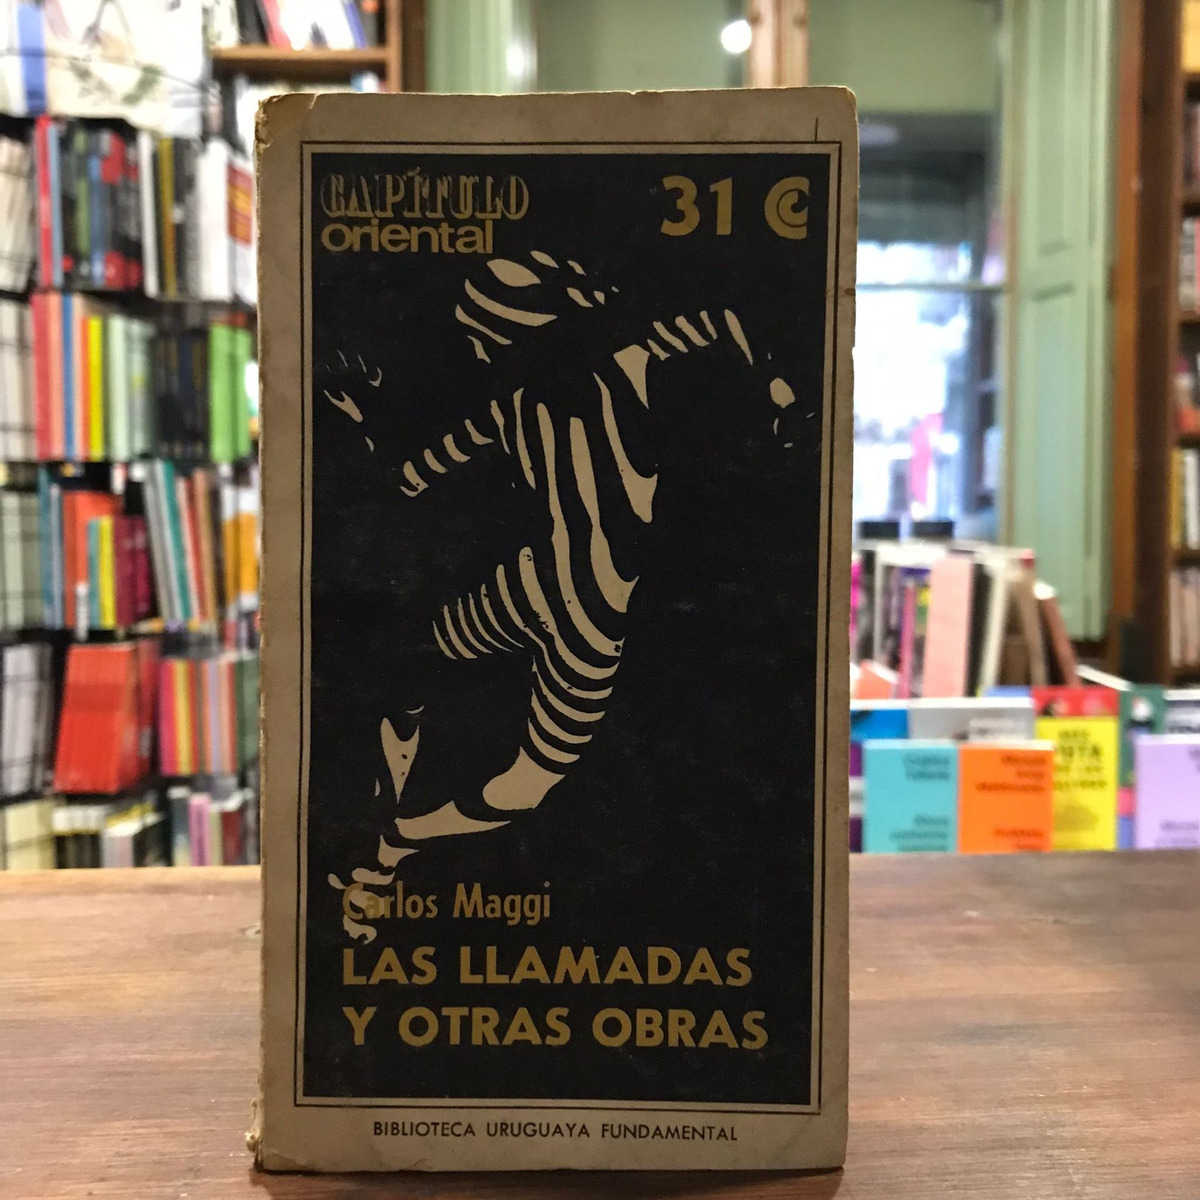 CAPÍTULO
oriental
31 C
Carlos Maggi
LAS LLAMADAS
Y OTRAS OBRAS
BIBLIOTECA URUGUAYA FUNDAMENTAL